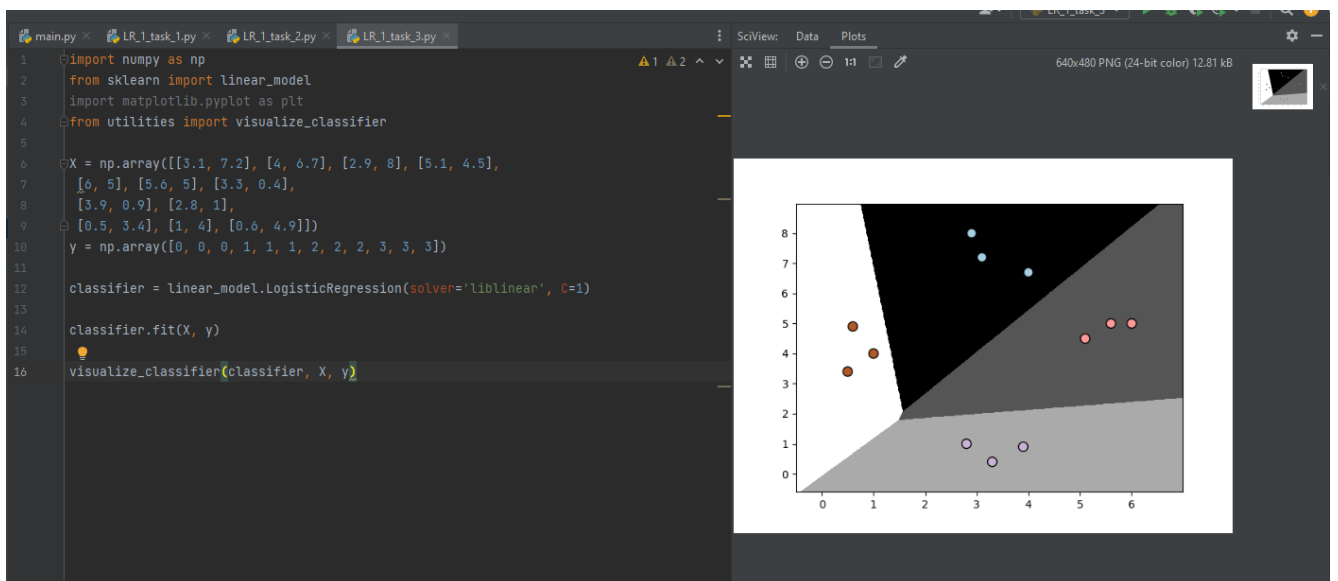 LR_1_task_3
main.py LR_1_task_1.py LR_1_task_2.py LR_1_task_3.py
1 import numpy as np
2 from sklearn import linear_model
3 import matplotlib.pyplot as plt
4 from utilities import visualize_classifier
5
6 X = np.array([[3.1, 7.2], [4, 6.7], [2.9, 8], [5.1, 4.5],
7 [6, 5], [5.6, 5], [3.3, 0.4],
8 [3.9, 0.9], [2.8, 1],
9 [0.5, 3.4], [1, 4], [0.6, 4.9]])
10 y = np.array([0, 0, 0, 1, 1, 1, 2, 2, 2, 3, 3, 3])
11
12 classifier = linear_model.LogisticRegression(solver='liblinear', C=1)
13
14 classifier.fit(X, y)
15
16 visualize_classifier(classifier, X, y)
1 2
SciView: Data Plots
1:1 640x480 PNG (24-bit color) 12.81 kB
8
7
6
5
4
3
2
1
0
0 1 2 3 4 5 6